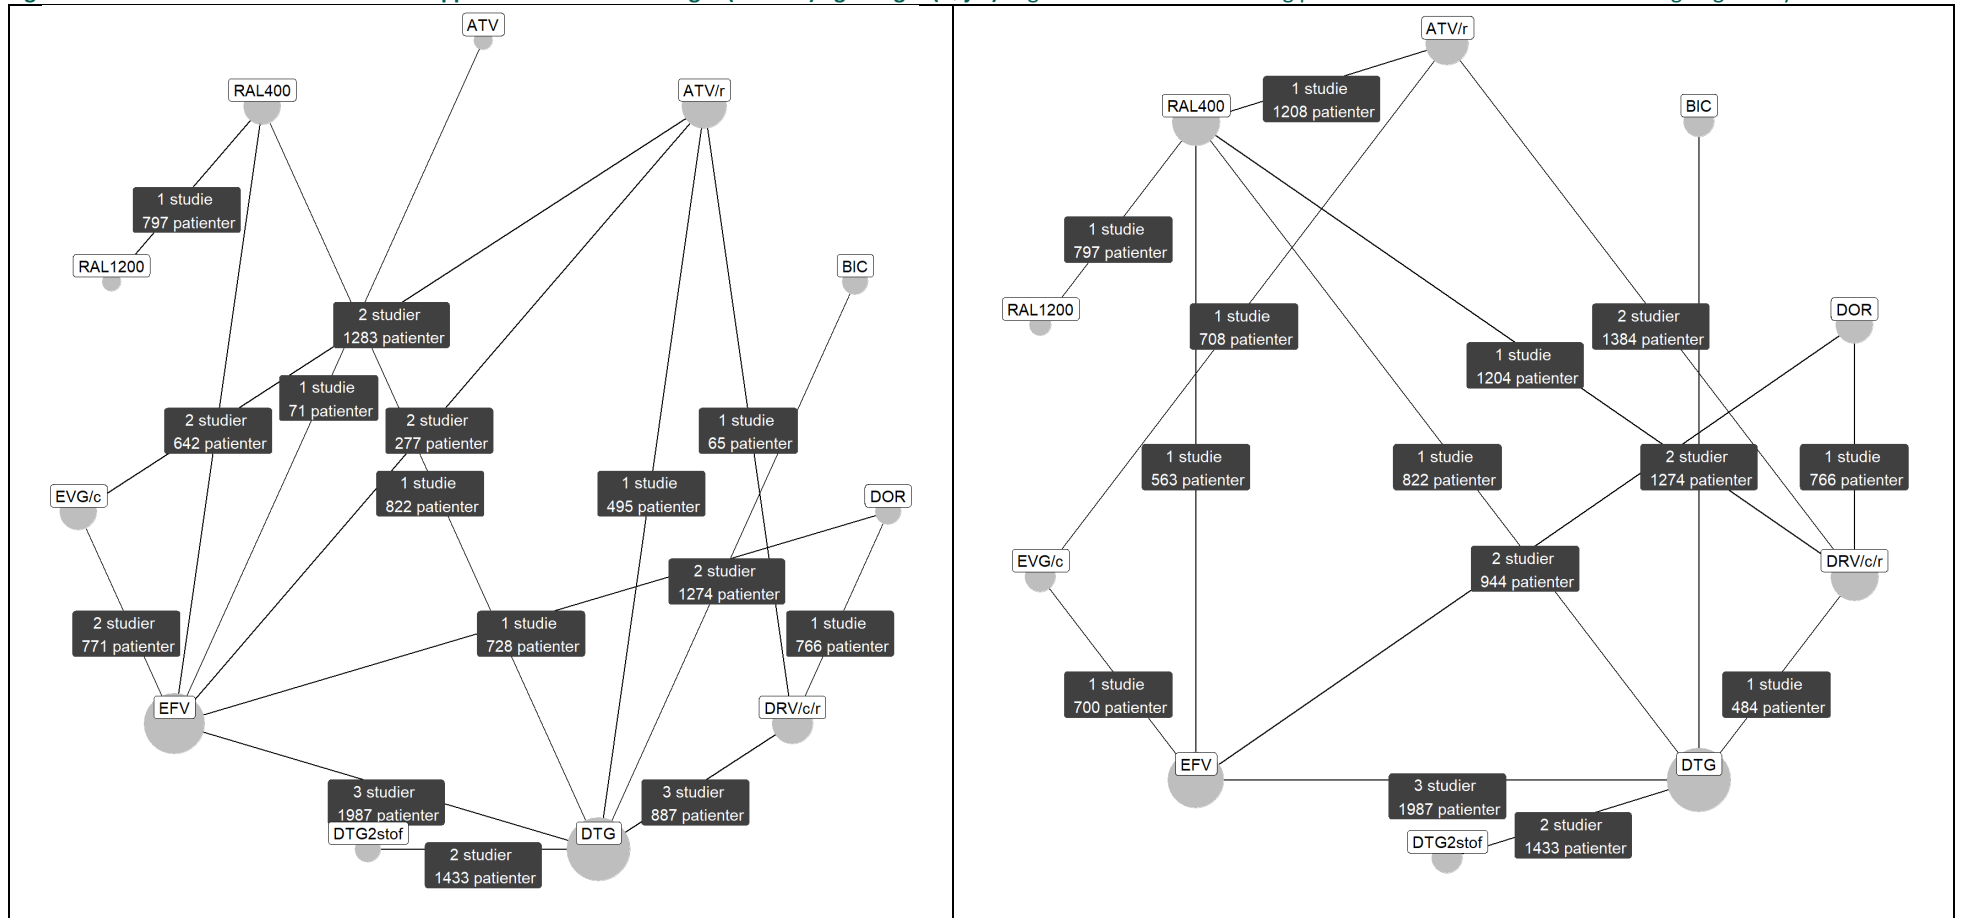 ATV
RAL400
ATV/r
1 studie
797 patienter
RAL1200
BIC
2 studier
1283 patienter
1 studie
71 patienter
2 studier
642 patienter
2 studier
277 patienter
1 studie
65 patienter
1 studie
822 patienter
1 studie
495 patienter
EVG/c
DOR
2 studier
1274 patienter
2 studier
771 patienter
1 studie
728 patienter
1 studie
766 patienter
EFV
DRV/c/r
3 studier
1987 patienter
3 studier
887 patienter
DTG2stof
DTG
2 studier
1433 patienter
ATV/r
1 studie
1208 patienter
RAL400
BIC
1 studie
797 patienter
RAL1200
DOR
1 studie
708 patienter
2 studier
1384 patienter
1 studie
1204 patienter
1 studie
563 patienter
1 studie
822 patienter
2 studier
1274 patienter
1 studie
766 patienter
EVG/c
2 studier
944 patienter
DRV/c/r
1 studie
700 patienter
1 studie
484 patienter
EFV
DTG
3 studier
1987 patienter
2 studier
1433 patienter
DTG2stof